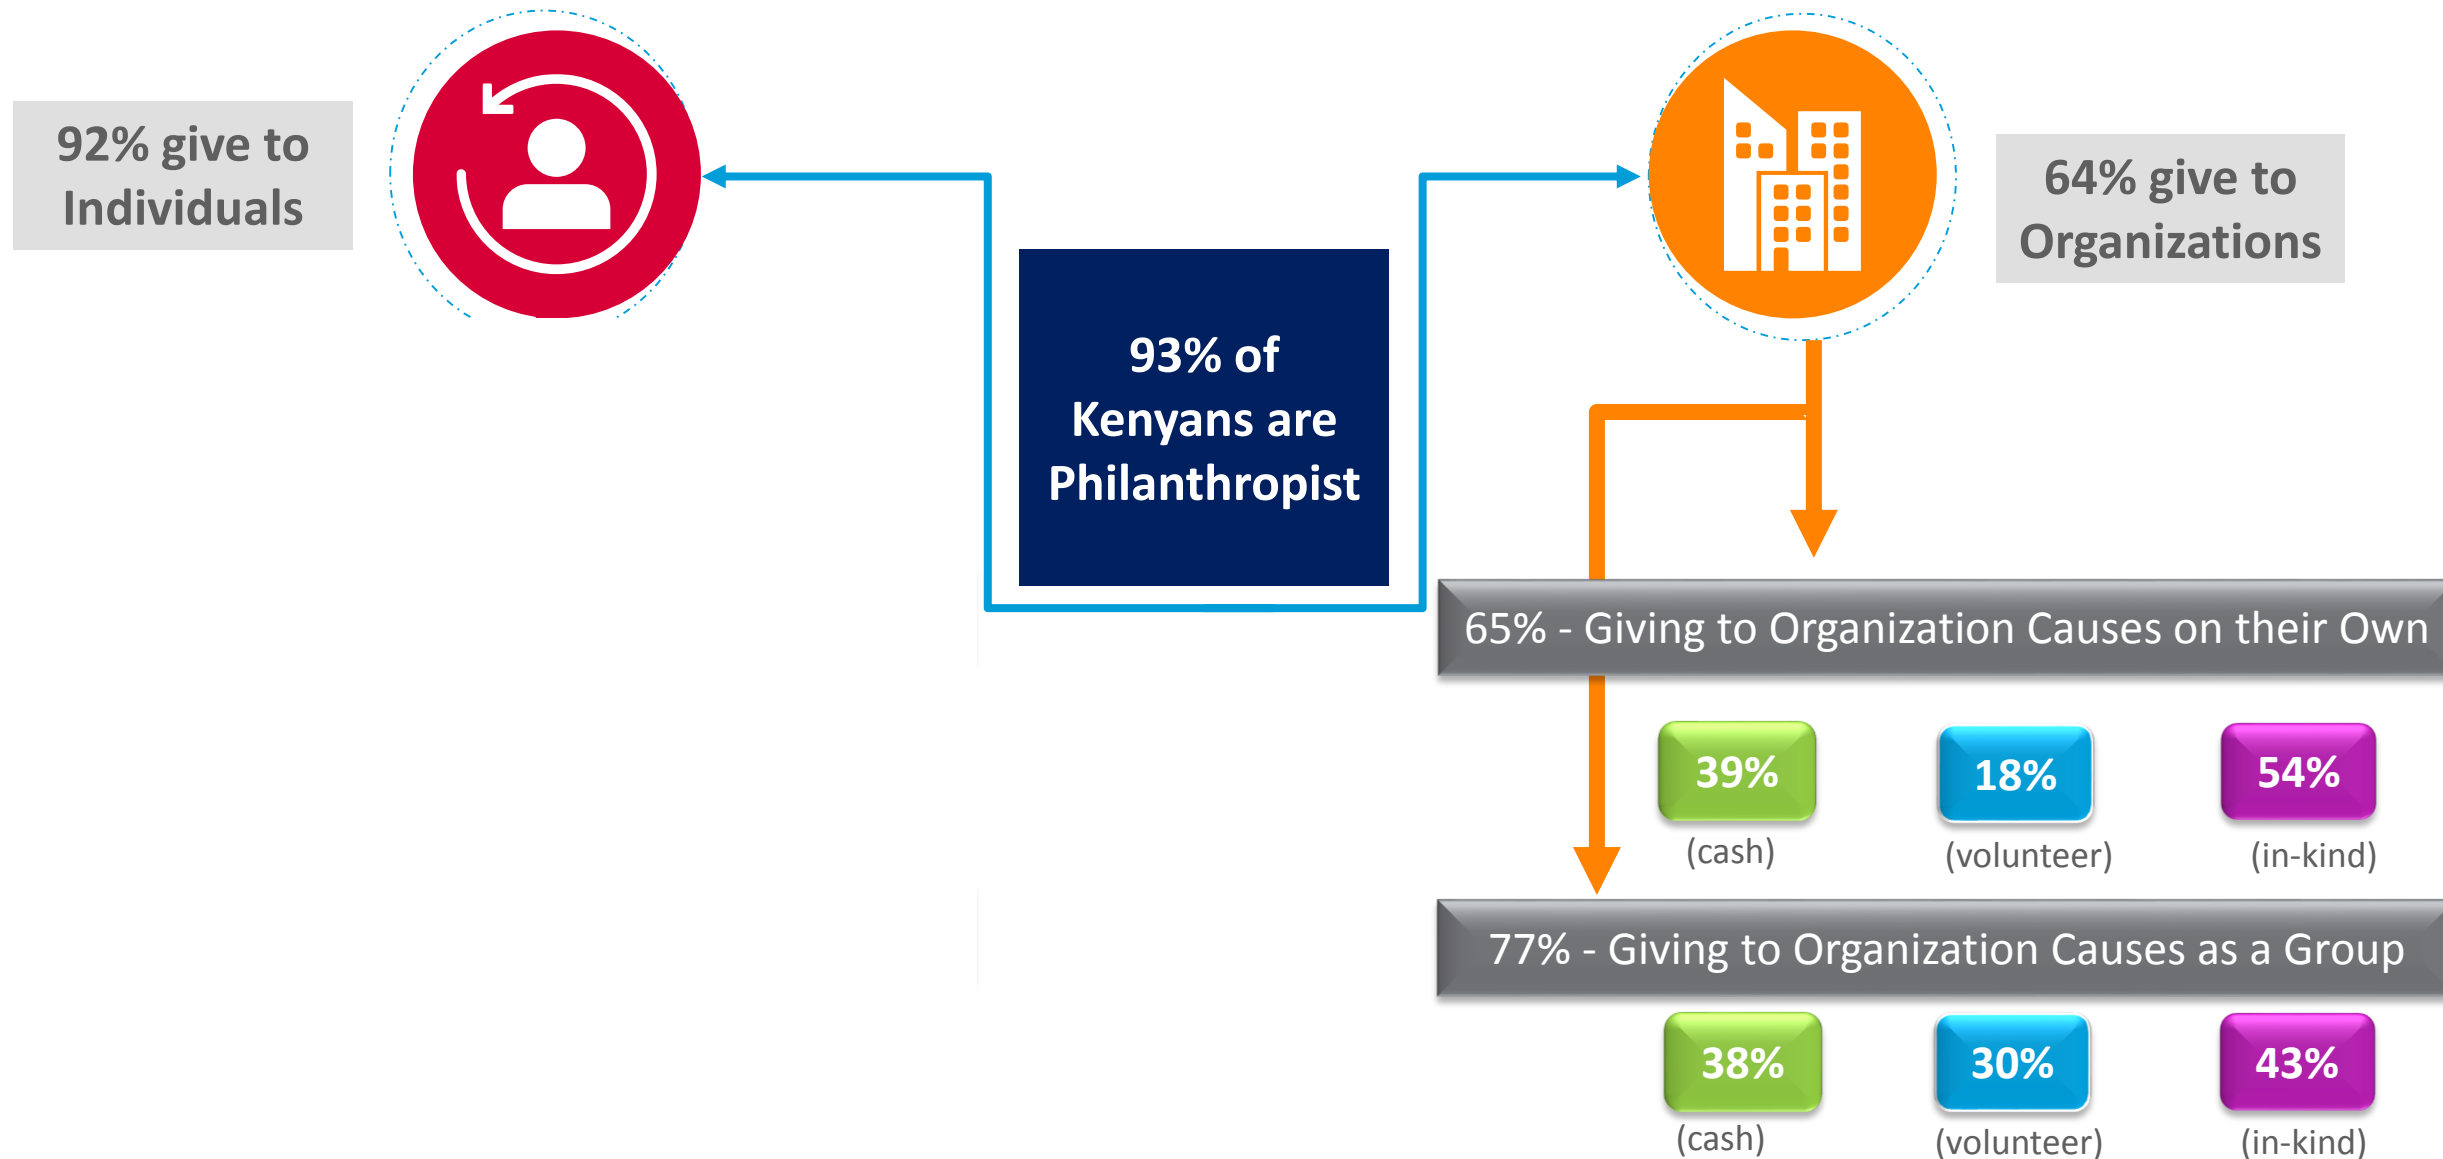 92% give to
Individuals
93% of
Kenyans are
Philanthropist
64% give to
Organizations
65% - Giving to Organization Causes on their Own
39%
18%
54%
(cash)
(volunteer)
(in-kind)
77% - Giving to Organization Causes as a Group
38%
30%
43%
(cash)
(volunteer)
(in-kind)